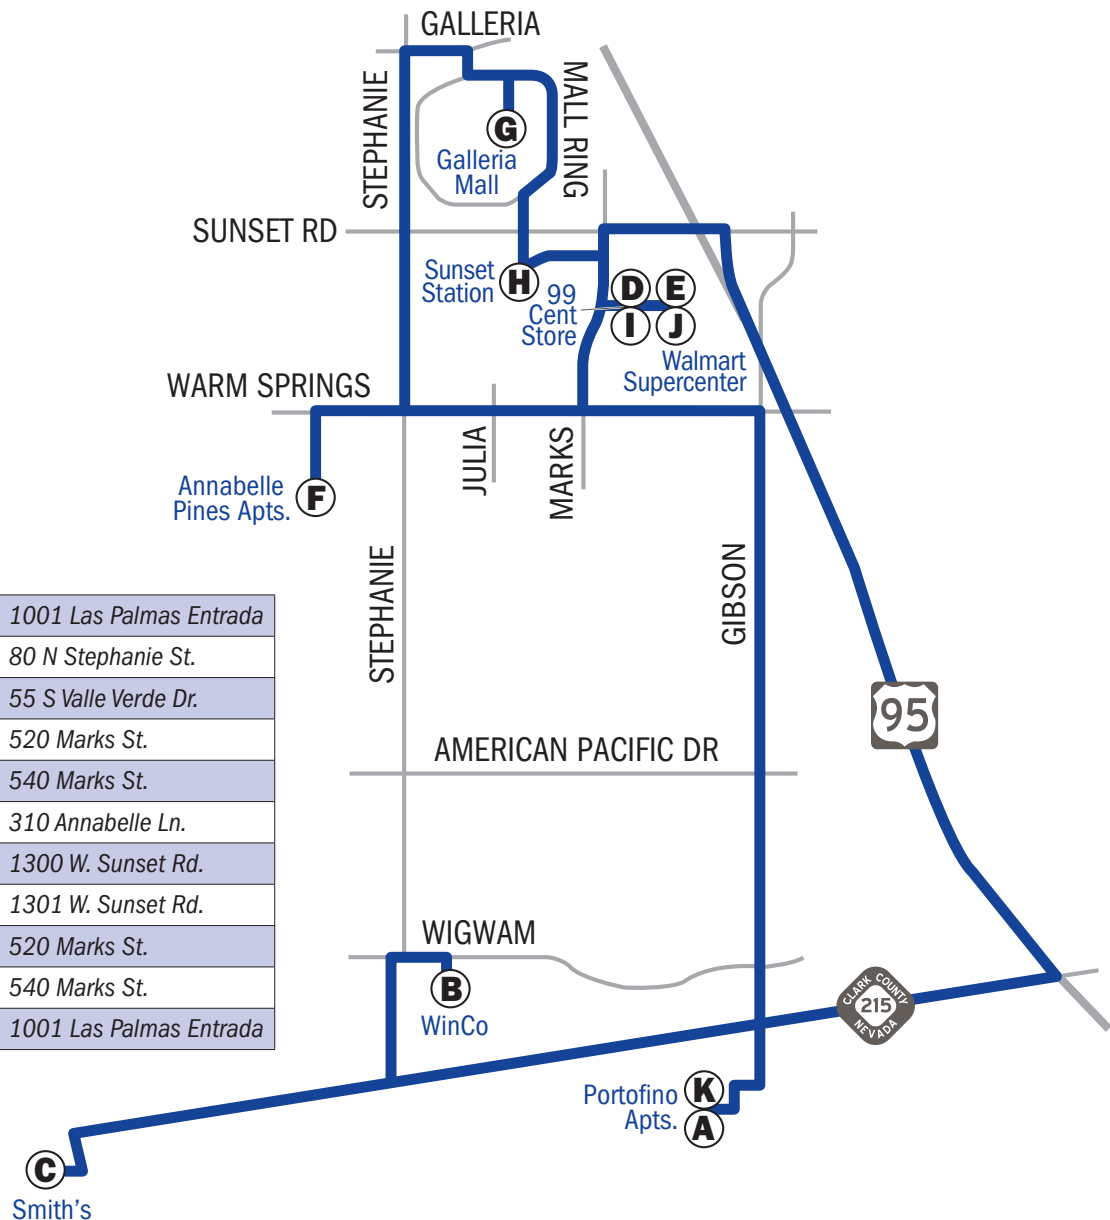 GALLERIA
STEPHANIE
MALL RING
G
Galleria
Mall
SUNSET RD
Sunset
Station
H
99
Cent
Store
D
E
I
J
Walmart
Supercenter
WARM SPRINGS
JULIA
MARKS
Annabelle
Pines Apts.
F
STEPHANIE
GIBSON
1001 Las Palmas Entrada
80 N Stephanie St.
55 S Valle Verde Dr.
520 Marks St.
540 Marks St.
310 Annabelle Ln.
1300 W. Sunset Rd.
1301 W. Sunset Rd.
520 Marks St.
540 Marks St.
1001 Las Palmas Entrada
95
AMERICAN PACIFIC DR
WIGWAM
B
WinCo
CLARK COUNTY
215
NEVADA
Portofino
Apts.
K
A
C
Smith's